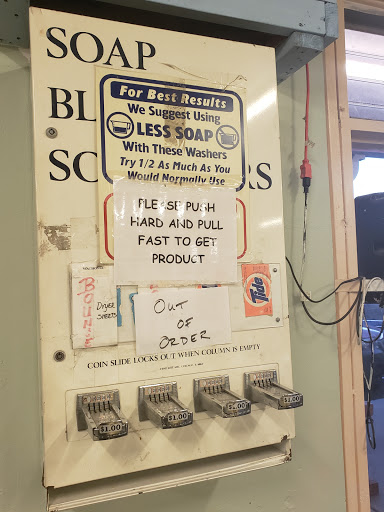 SOAP
BL
SC AS
For Best Results
We Suggest Using
LESS SOAP
With These Washers
Try 1/2 As Much As You
Would Normally Use
PLEASE PUSH
HARD AND PULL
FAST TO GET
PRODUCT
BOUNCE
Dryer
SHEETS
OUT
OF
ORDER
Tide
COIN SLIDE LOCKS OUT WHEN COLUMN IS EMPTY
$1.00
$1.00
$1.00
$1.00